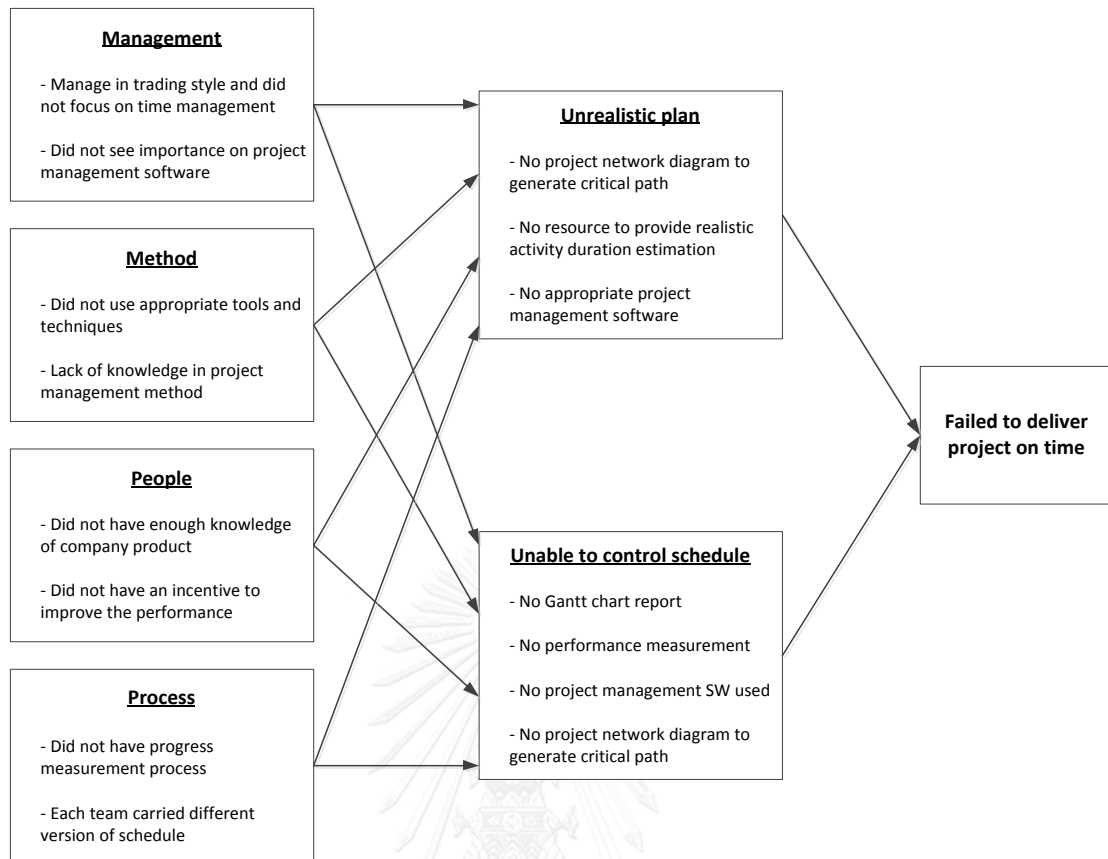 Management
- Manage in trading style and did
not focus on time management
- Did not see importance on project
management software
Method
- Did not use appropriate tools and
techniques
- Lack of knowledge in project
management method
People
- Did not have enough knowledge
of company product
- Did not have an incentive to
improve the performance
Process
- Did not have progress
measurement process
- Each team carried different
version of schedule
Unrealistic plan
- No project network diagram to
generate critical path
- No resource to provide realistic
activity duration estimation
- No appropriate project
management software
Unable to control schedule
- No Gantt chart report
- No performance measurement
- No project management SW used
- No project network diagram to
generate critical path
Failed to deliver
project on time